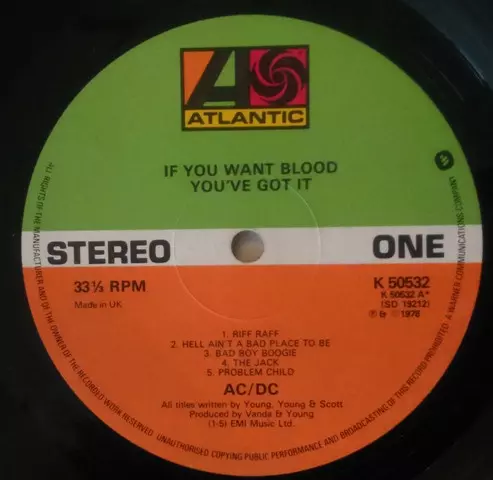 ATLANTIC
IF YOU WANT BLOOD
YOU'VE GOT IT
STEREO
ONE
33⅓ RPM
Made in UK
K 50532
K 50532 A*
(SD 19212)
℗ & © 1978
1. RIFF RAFF
2. HELL AIN'T A BAD PLACE TO BE
3. BAD BOY BOOGIE
4. THE JACK
5. PROBLEM CHILD
AC/DC
All titles written by Young, Young & Scott
Produced by Vanda & Young
(1-5) EMI Music Ltd.
ALL RIGHTS OF THE MANUFACTURER AND OF THE OWNER OF THE RECORDED WORK RESERVED. UNAUTHORISED COPYING PUBLIC PERFORMANCE AND BROADCASTING OF THIS RECORD PROHIBITED. A WARNER COMMUNICATIONS COMPANY